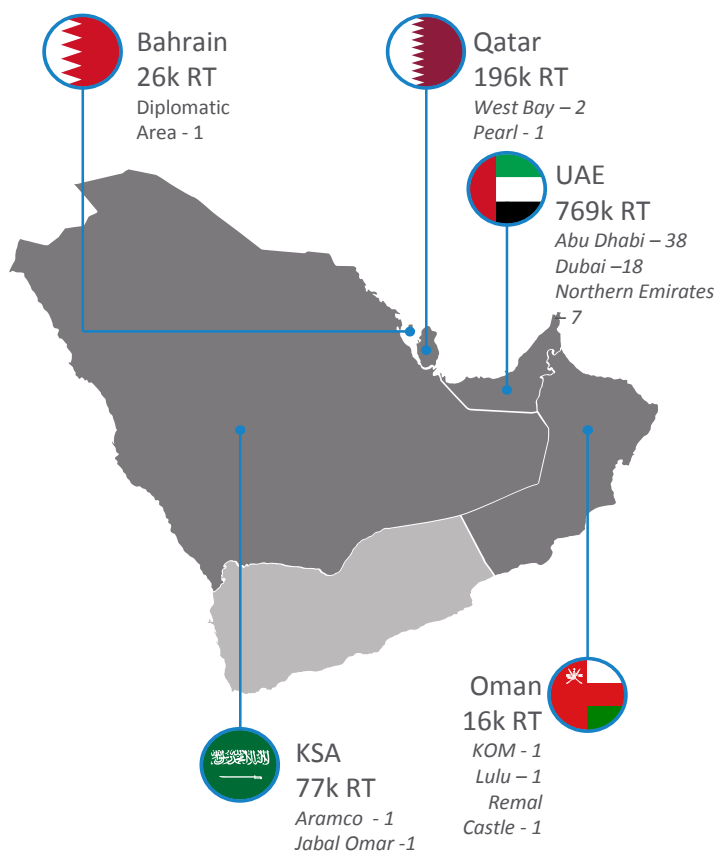 Bahrain
26k RT
Diplomatic
Area - 1
Qatar
196k RT
West Bay – 2
Pearl - 1
UAE
769k RT
Abu Dhabi – 38
Dubai –18
Northern Emirates
– 7
KSA
77k RT
Aramco  - 1
Jabal Omar -1
Oman
16k RT
KOM - 1
Lulu – 1
Remal
Castle - 1